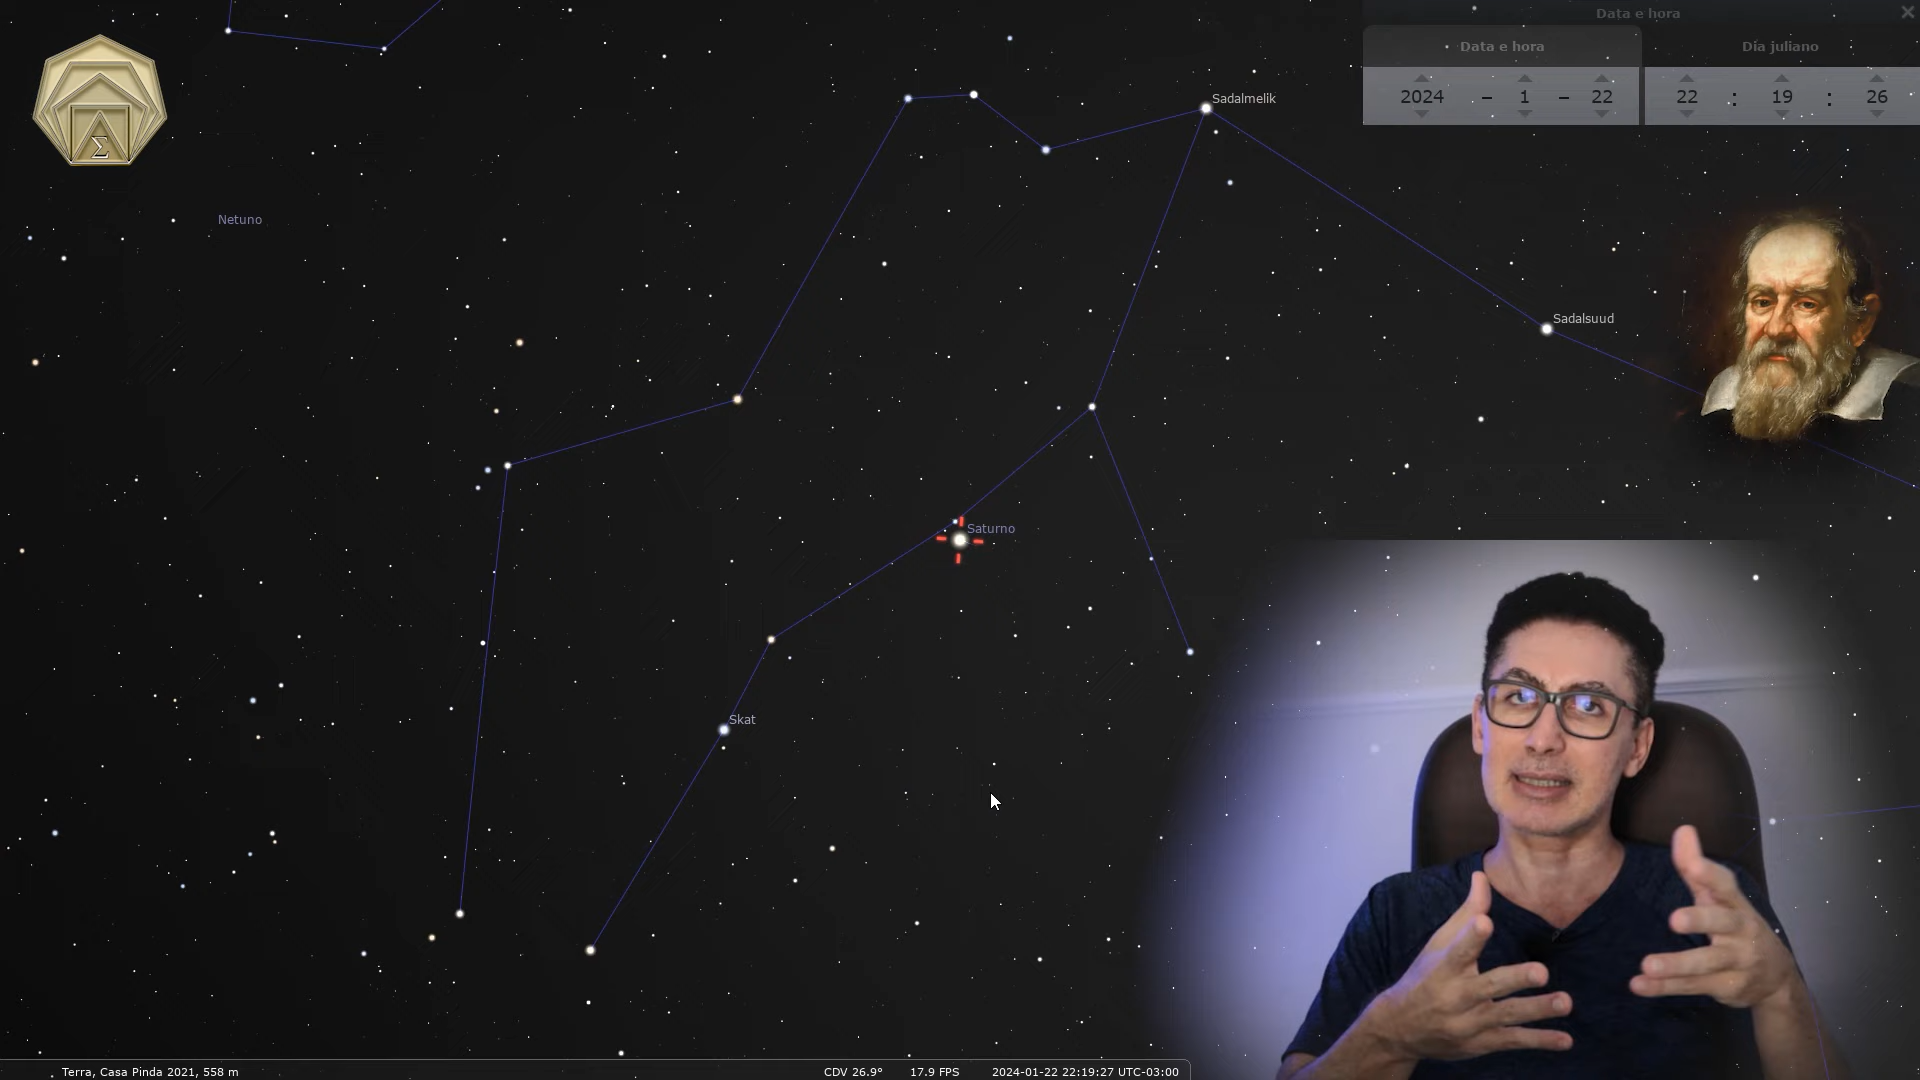 Data e hora
Data e hora
Dia juliano
2024 – 1 – 22
22 : 19 : 26
Sadalmelik
Σ
Netuno
Sadalsuud
Saturno
Skat
Terra, Casa Pinda 2021, 558 m
CDV 26.9° 17.9 FPS 2024-01-22 22:19:27 UTC-03:00